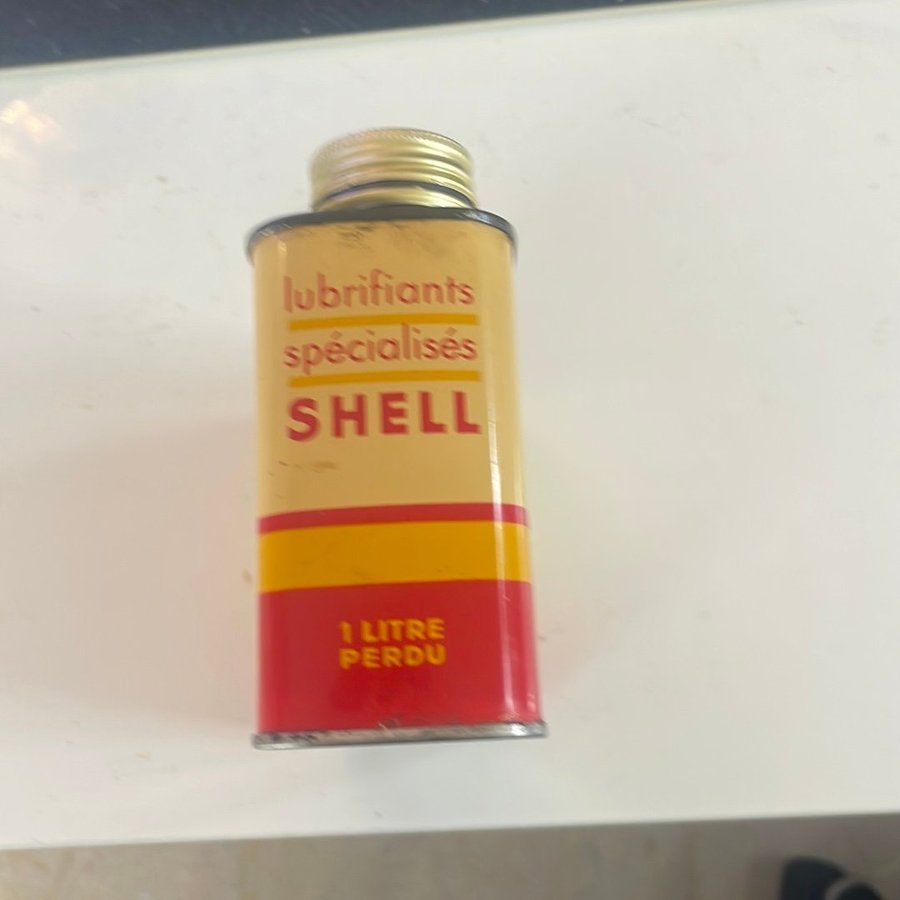 lubrifiants
spécialisés
SHELL
1 LITRE
PERDU